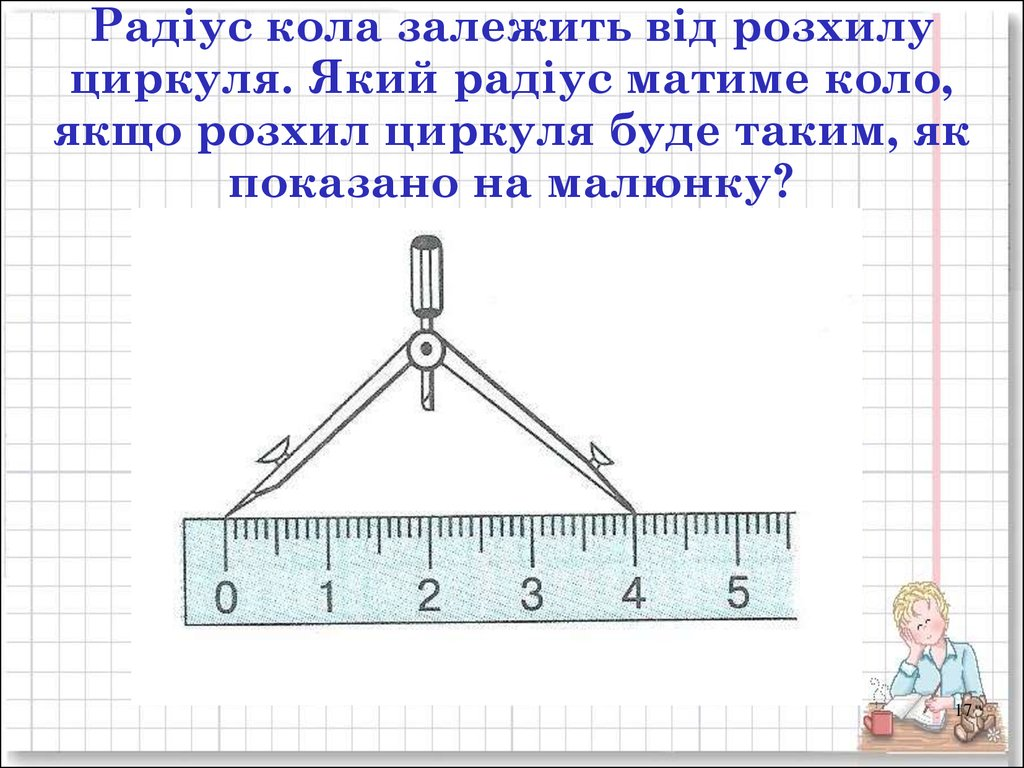 Радіус кола залежить від розхилу
циркуля. Який радіус матиме коло,
якщо розхил циркуля буде таким, як
показано на малюнку?
0 1 2 3 4 5
17